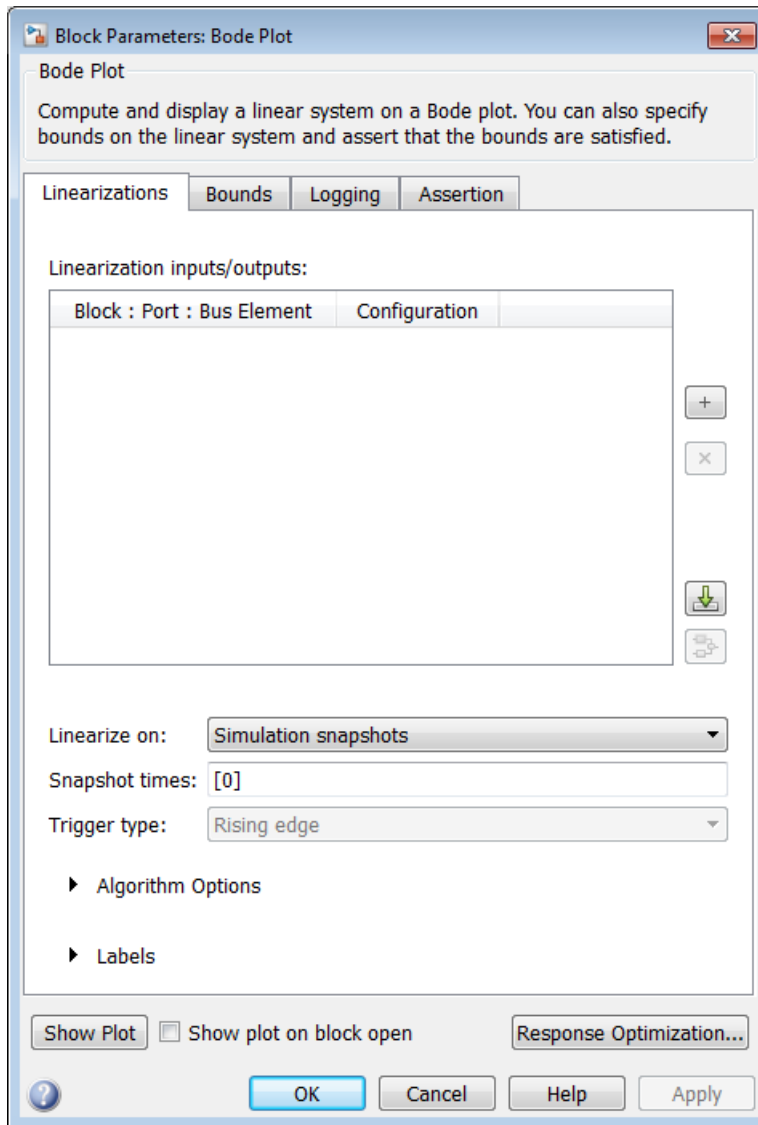 Block Parameters: Bode Plot
Bode Plot
Compute and display a linear system on a Bode plot. You can also specify
bounds on the linear system and assert that the bounds are satisfied.
Linearizations Bounds Logging Assertion
Linearization inputs/outputs:
Block : Port : Bus Element Configuration
Linearize on: Simulation snapshots
Snapshot times: [0]
Trigger type: Rising edge
Algorithm Options
Labels
Show Plot Show plot on block open Response Optimization...
OK Cancel Help Apply